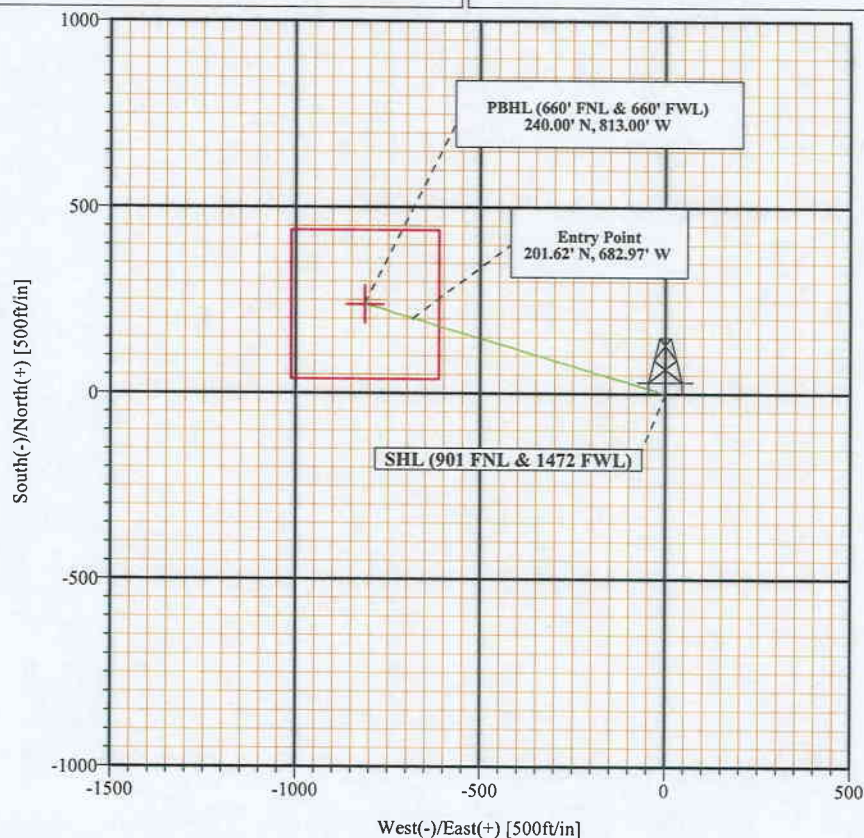 1000
PBHL (660' FNL & 660' FWL)
240.00' N, 813.00' W
500
Entry Point
201.62' N, 682.97' W
South(-)/North(+) [500ft/in]
0
SHL (901 FNL & 1472 FWL)
-500
-1000
-1500
-1000
-500
0
500
West(-)/East(+) [500ft/in]